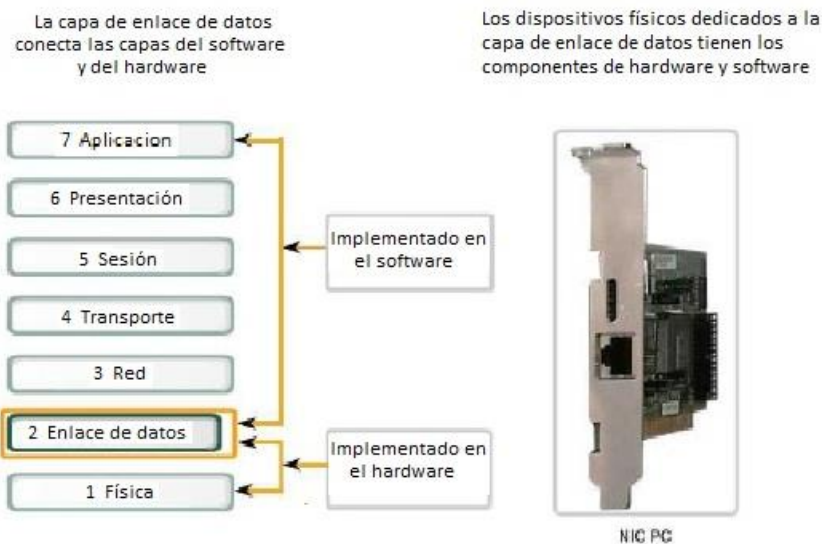 La capa de enlace de datos
conecta las capas del software
y del hardware
Los dispositivos físicos dedicados a la
capa de enlace de datos tienen los
componentes de hardware y software
7 Aplicacion
6 Presentación
5 Sesión
4 Transporte
3 Red
2 Enlace de datos
1 Física
Implementado en
el software
Implementado en
el hardware
NIC PC